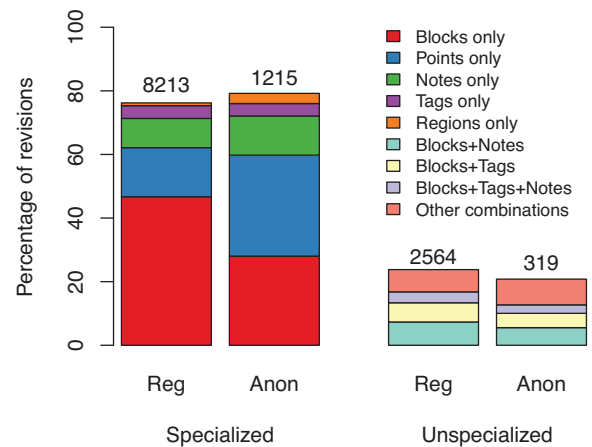 Percentage of revisions
100
80
60
40
20
0
8213
1215
2564
319
Blocks only
Points only
Notes only
Tags only
Regions only
Blocks+Notes
Blocks+Tags
Blocks+Tags+Notes
Other combinations
Reg
Anon
Reg
Anon
Specialized
Unspecialized